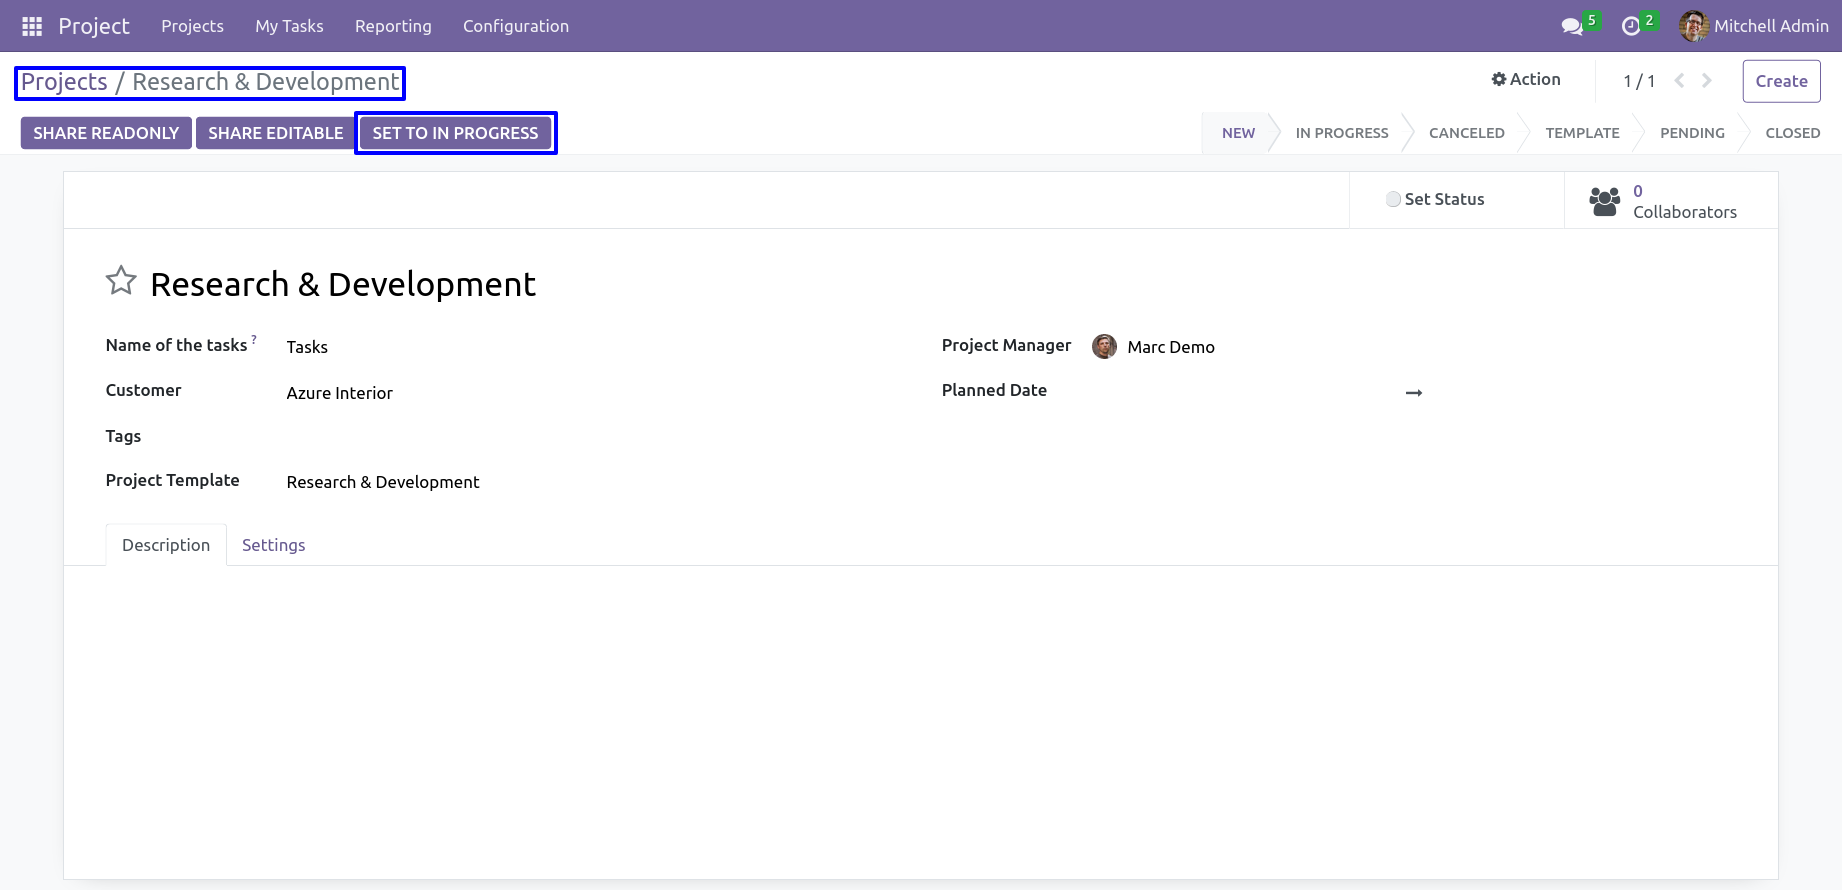 Project Projects My Tasks Reporting Configuration 5 2 Mitchell Admin
Projects / Research & Development Action 1 / 1 Create
SHARE READONLY SHARE EDITABLE SET TO IN PROGRESS NEW IN PROGRESS CANCELED TEMPLATE PENDING CLOSED
Set Status 0 Collaborators
Research & Development
Name of the tasks ? Tasks Project Manager Marc Demo
Customer Azure Interior Planned Date →
Tags
Project Template Research & Development
Description Settings